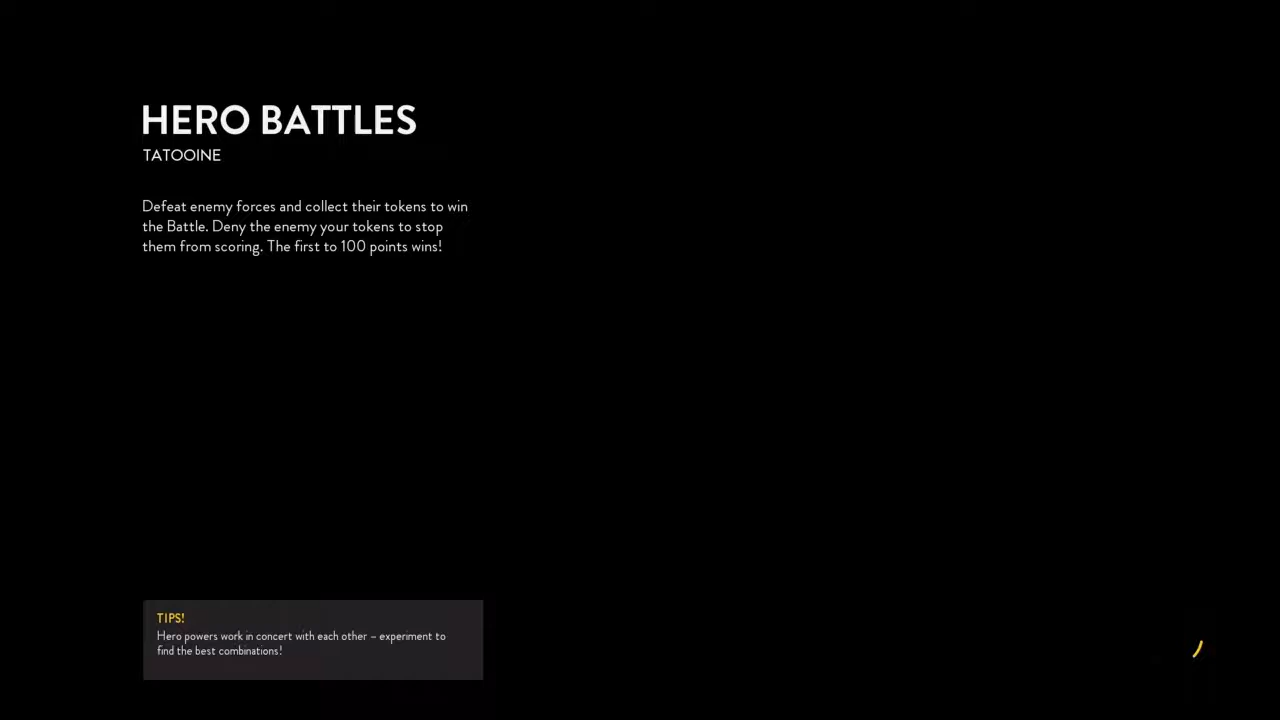 HERO BATTLES
TATOOINE
Defeat enemy forces and collect their tokens to win
the Battle. Deny the enemy your tokens to stop
them from scoring. The first to 100 points wins!
TIPS!
Hero powers work in concert with each other – experiment to
find the best combinations!